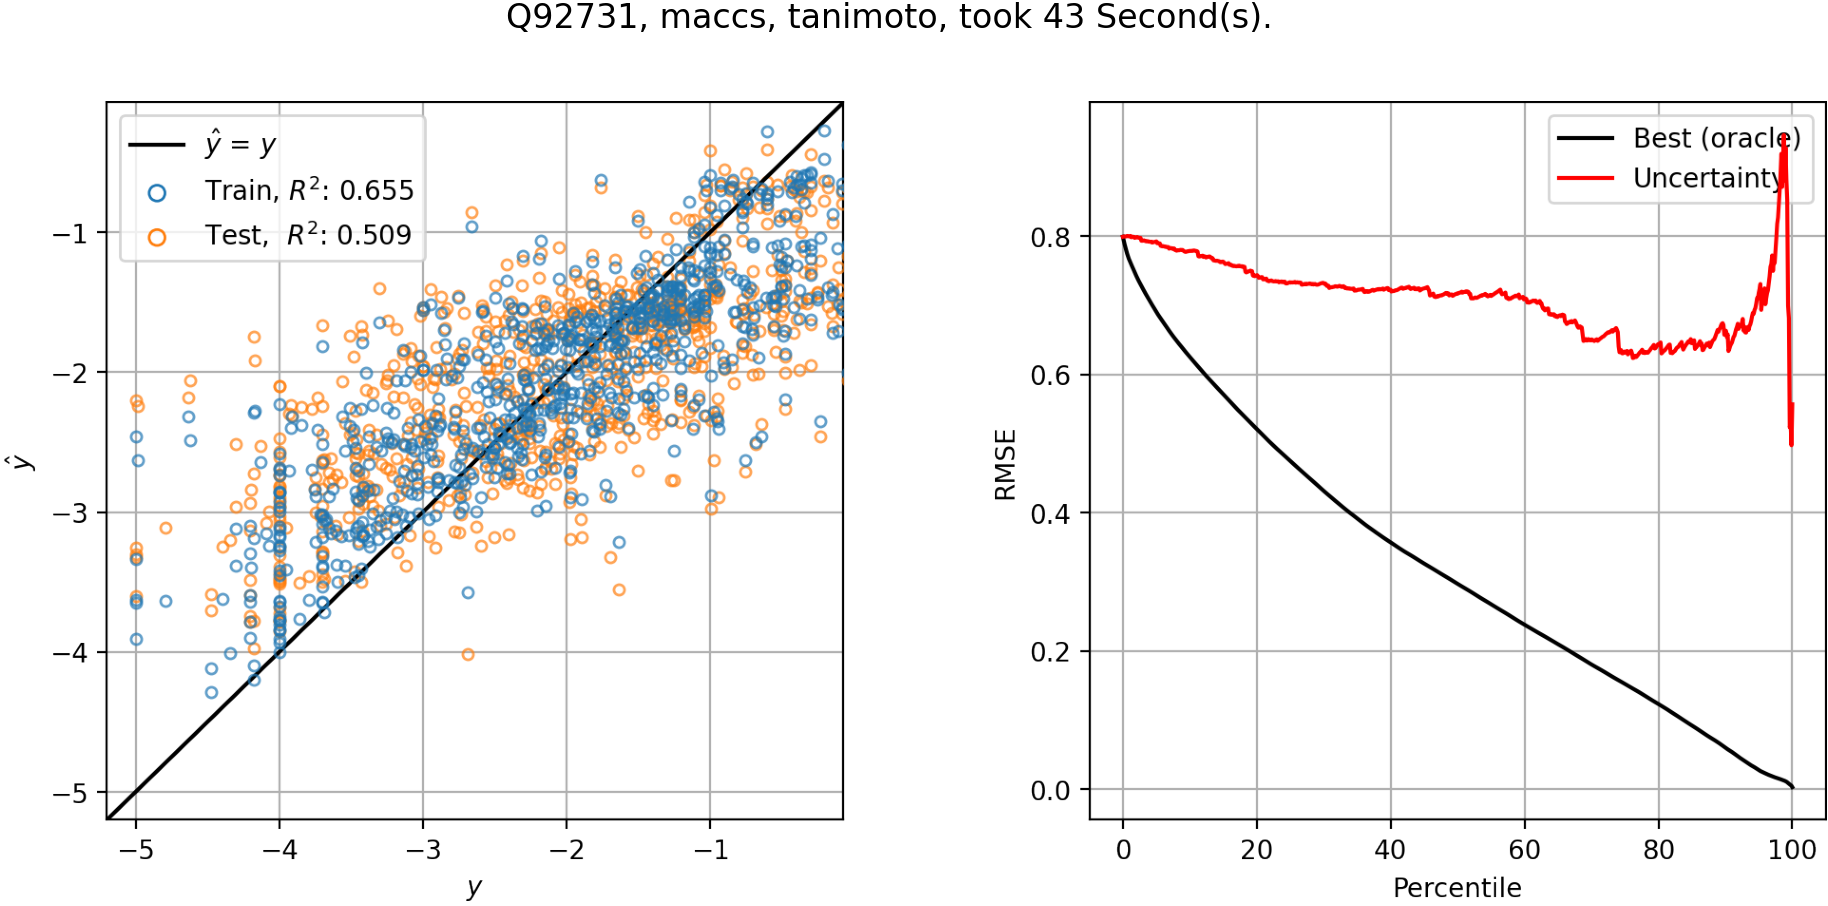 Q92731, maccs, tanimoto, took 43 Second(s).
ŷ = y
Train, R²: 0.655
Test, R²: 0.509
−1
−2
−3
−4
−5
ŷ
−5 −4 −3 −2 −1
y
Best (oracle)
Uncertainty
0.8
0.6
0.4
0.2
0.0
RMSE
0 20 40 60 80 100
Percentile